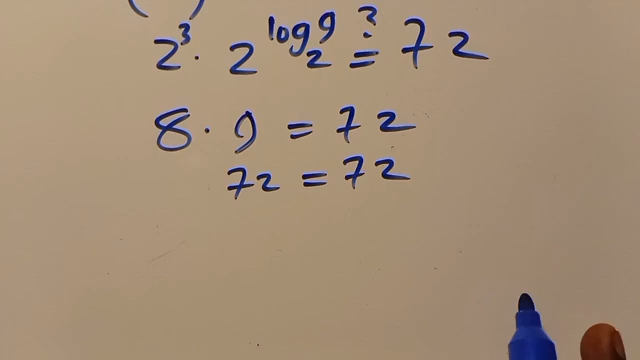 ( )
2³ · 2^log₂9 ≟ 72
8 · 9 = 72
72 = 72